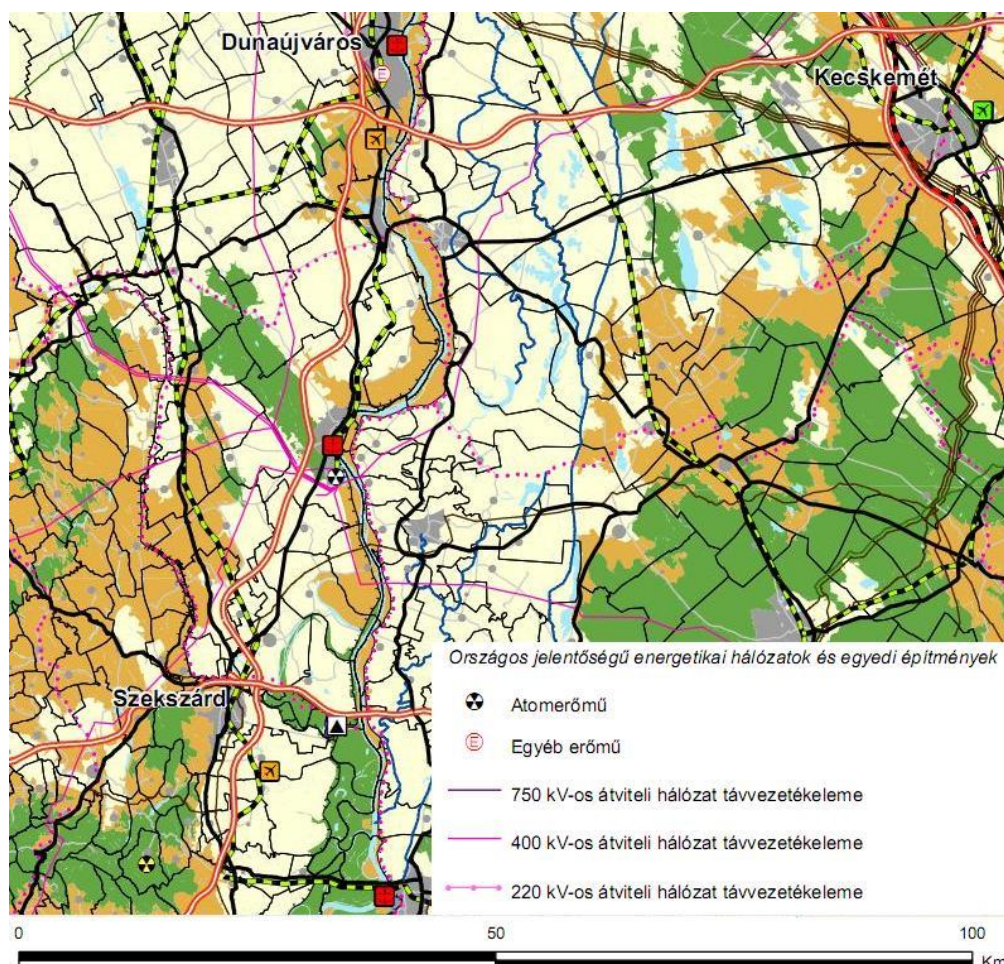 Dunaújváros
E
Kecskemét
Szekszárd
Országos jelentőségű energetikai hálózatok és egyedi építmények
Atomerőmű
E Egyéb erőmű
750 kV-os átviteli hálózat távvezetékeleme
400 kV-os átviteli hálózat távvezetékeleme
220 kV-os átviteli hálózat távvezetékeleme
0 50 100
Km